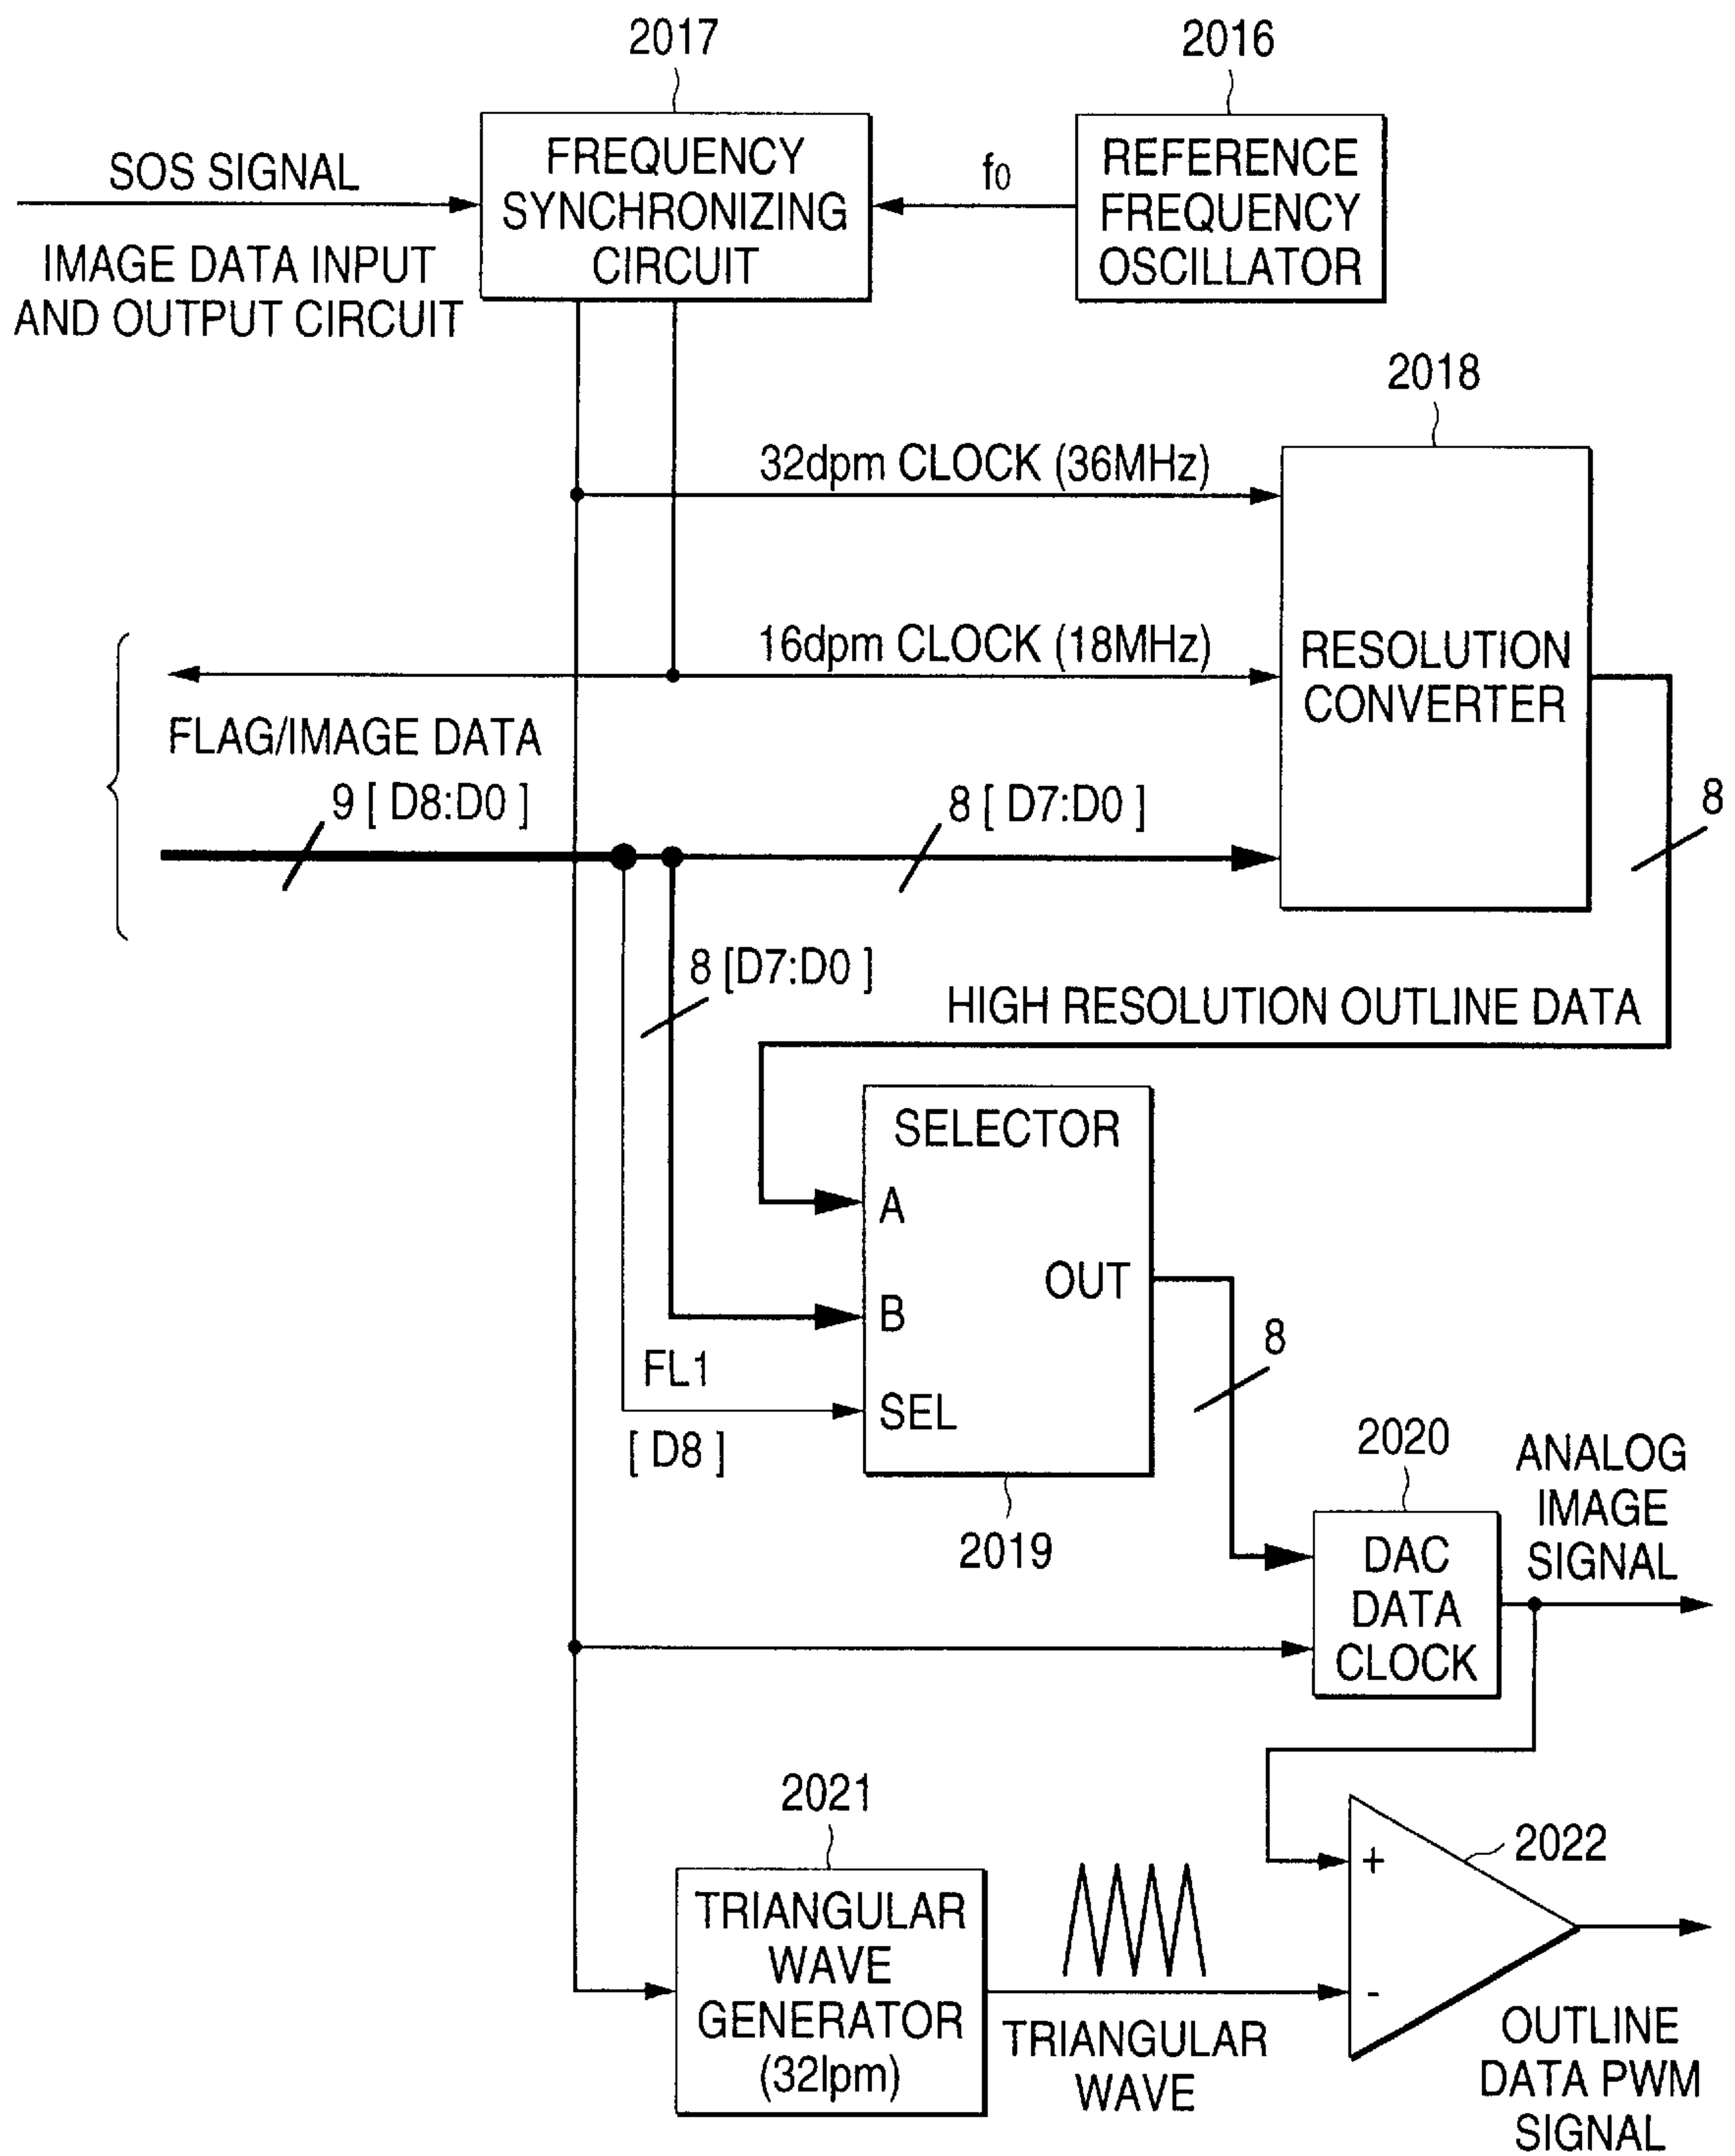 2017
2016
SOS SIGNAL
FREQUENCY
SYNCHRONIZING
CIRCUIT
f0
REFERENCE
FREQUENCY
OSCILLATOR
IMAGE DATA INPUT
AND OUTPUT CIRCUIT
2018
32dpm CLOCK (36MHz)
16dpm CLOCK (18MHz)
RESOLUTION
CONVERTER
FLAG/IMAGE DATA
9 [ D8:D0 ]
8 [ D7:D0 ]
8
8 [D7:D0 ]
HIGH RESOLUTION OUTLINE DATA
SELECTOR
A
OUT
B
8
FL1
SEL
[ D8 ]
2019
2020
ANALOG
IMAGE
SIGNAL
DAC
DATA
CLOCK
2021
2022
+
TRIANGULAR
WAVE
GENERATOR
(32lpm)
-
TRIANGULAR
WAVE
OUTLINE
DATA PWM
SIGNAL